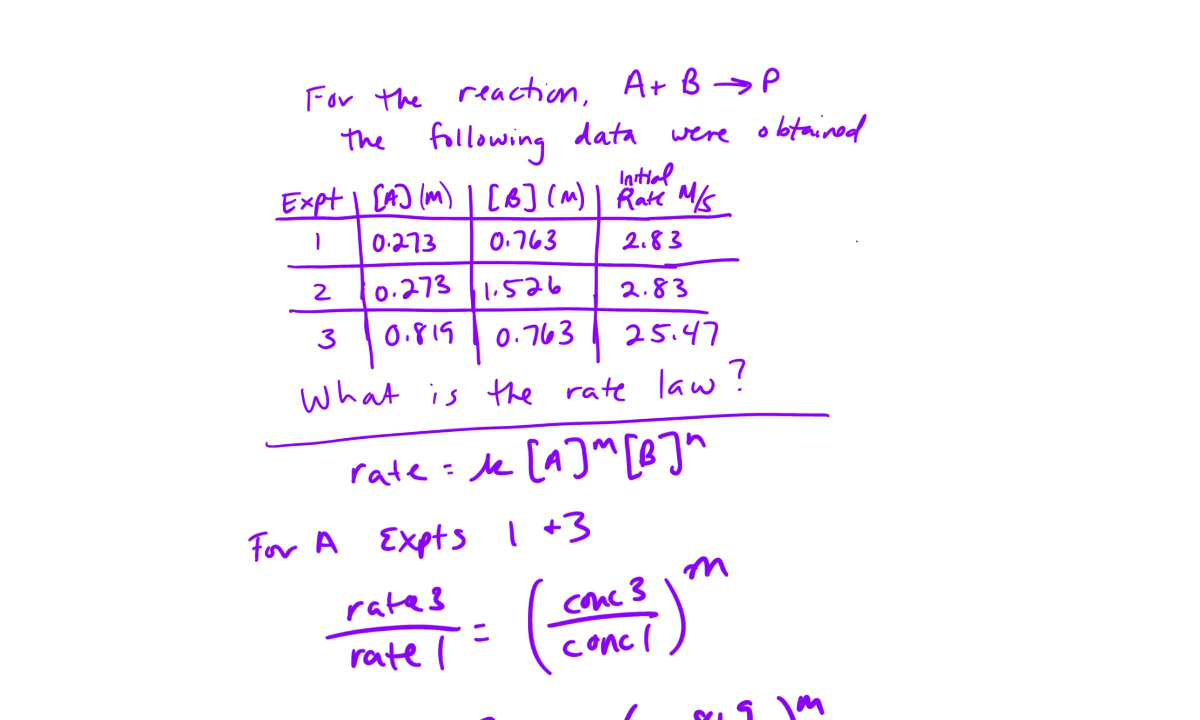 For the reaction, A + B → P
the following data were obtained
Expt [A] (M) [B] (M) Initial Rate M/s
1 0.273 0.763 2.83
2 0.273 1.526 2.83
3 0.819 0.763 25.47
What is the rate law?
rate = k [A]^m [B]^n
For A Expts 1 + 3
rate 3 / rate 1 = (conc 3 / conc 1)^m